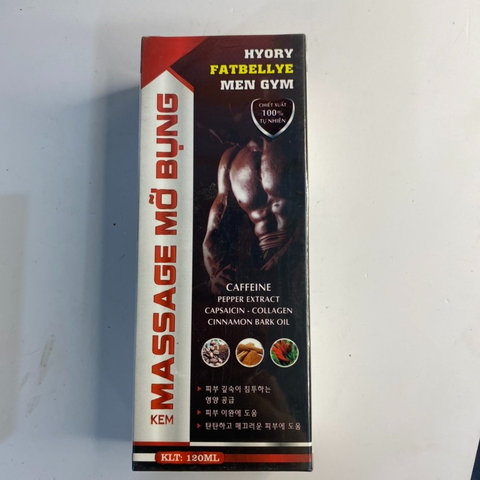 HYORY
FATBELLYE
MEN GYM
CHIẾT XUẤT
100%
TỰ NHIÊN
KEM MASSAGE MỠ BỤNG
CAFFEINE
PEPPER EXTRACT
CAPSAICIN - COLLAGEN
CINNAMON BARK OIL
피부 깊숙이 침투하는
영양 공급
피부 이완에 도움
탄탄하고 매끄러운 피부에 도움
KLT: 120ML